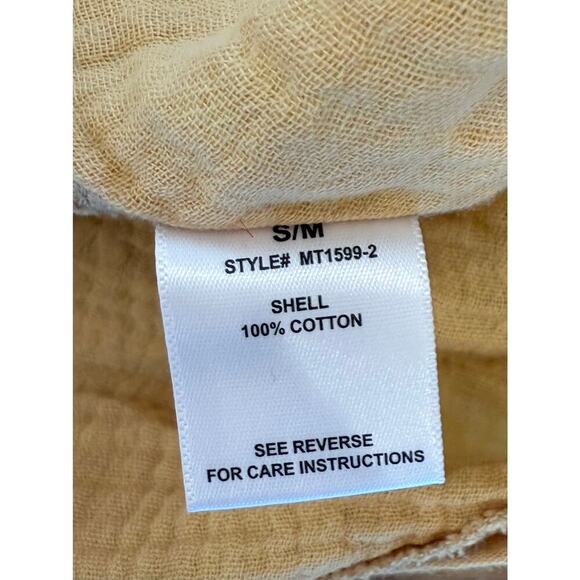 S/M
STYLE# MT1599-2
SHELL
100% COTTON
SEE REVERSE
FOR CARE INSTRUCTIONS